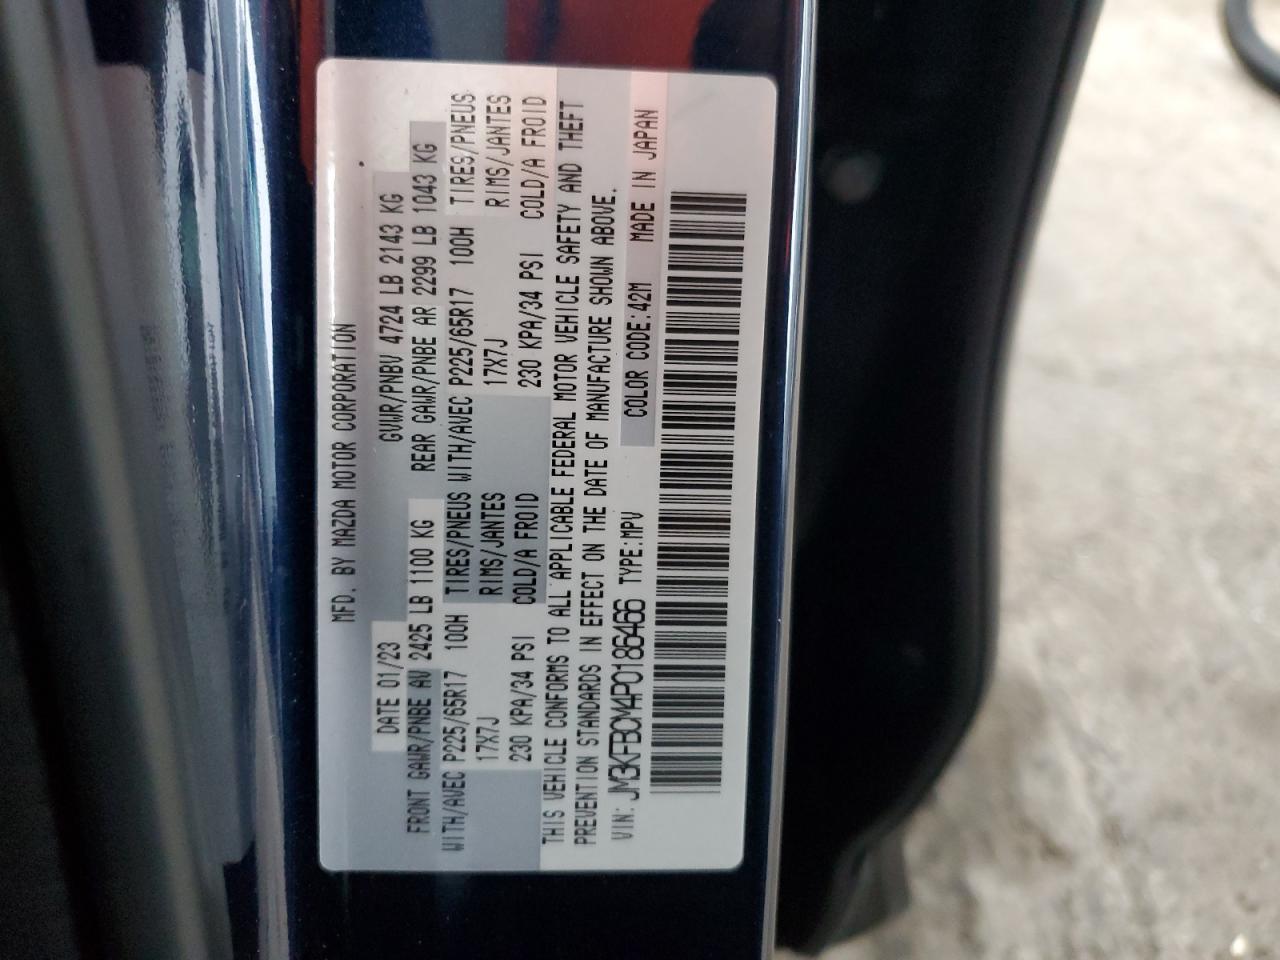 MFD. BY MAZDA MOTOR CORPORATION
DATE 01/23 GVWR/PNBV 4724 LB 2143 KG
FRONT GAWR/PNBE AV 2425 LB 1100 KG REAR GAWR/PNBE AR 2299 LB 1043 KG
WITH/AVEC P225/65R17 100H TIRES/PNEUS WITH/AVEC P225/65R17 100H TIRES/PNEUS
17X7J RIMS/JANTES 17X7J RIMS/JANTES
230 KPA/34 PSI COLD/A FROID 230 KPA/34 PSI COLD/A FROID
THIS VEHICLE CONFORMS TO ALL APPLICABLE FEDERAL MOTOR VEHICLE SAFETY AND THEFT
PREVENTION STANDARDS IN EFFECT ON THE DATE OF MANUFACTURE SHOWN ABOVE.
VIN: JM3KFBCM4P0186466 TYPE:MPV COLOR CODE:42M MADE IN JAPAN